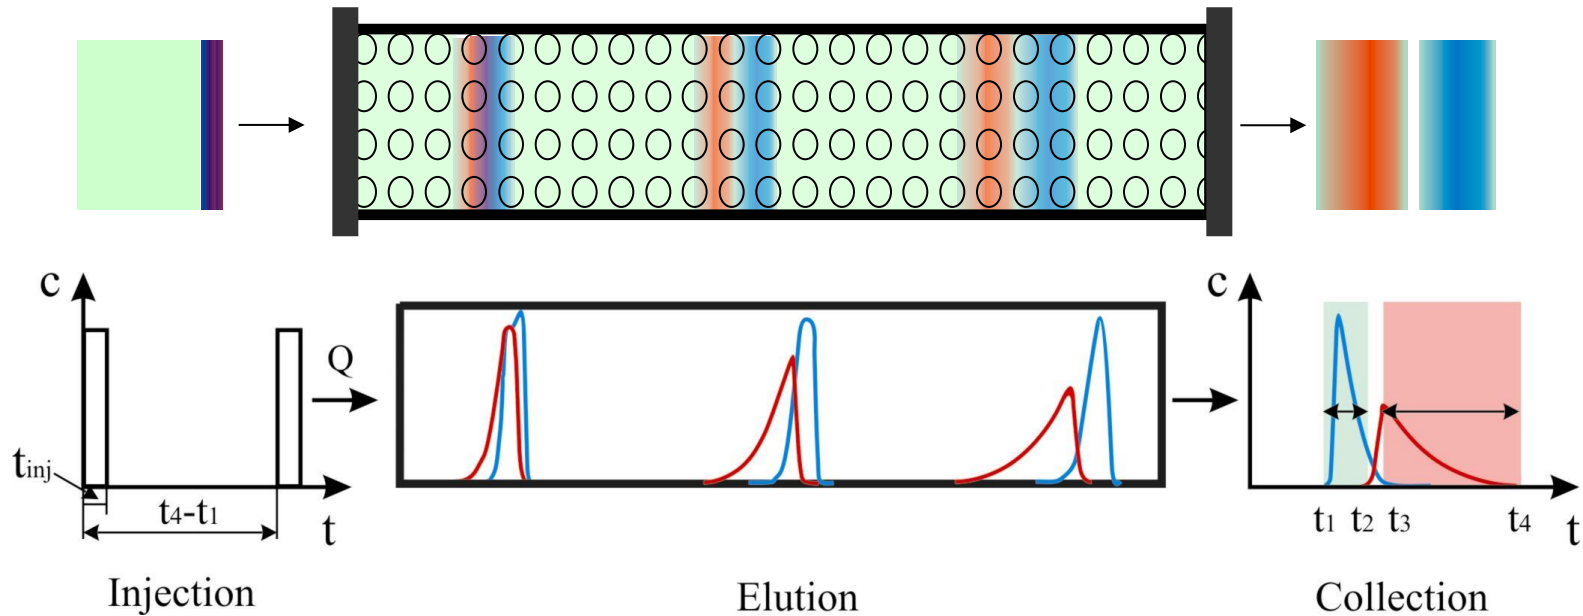 c
Q
tinj
t4-t1
t
Injection
Elution
c
t1 t2 t3 t4
t
Collection